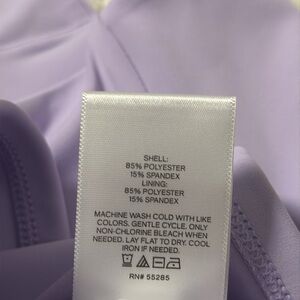 SHELL:
85% POLYESTER
15% SPANDEX
LINING:
85% POLYESTER
15% SPANDEX
MACHINE WASH COLD WITH LIKE
COLORS. GENTLE CYCLE. ONLY
NON-CHLORINE BLEACH WHEN
NEEDED. LAY FLAT TO DRY. COOL
IRON IF NEEDED.
RN# 55285